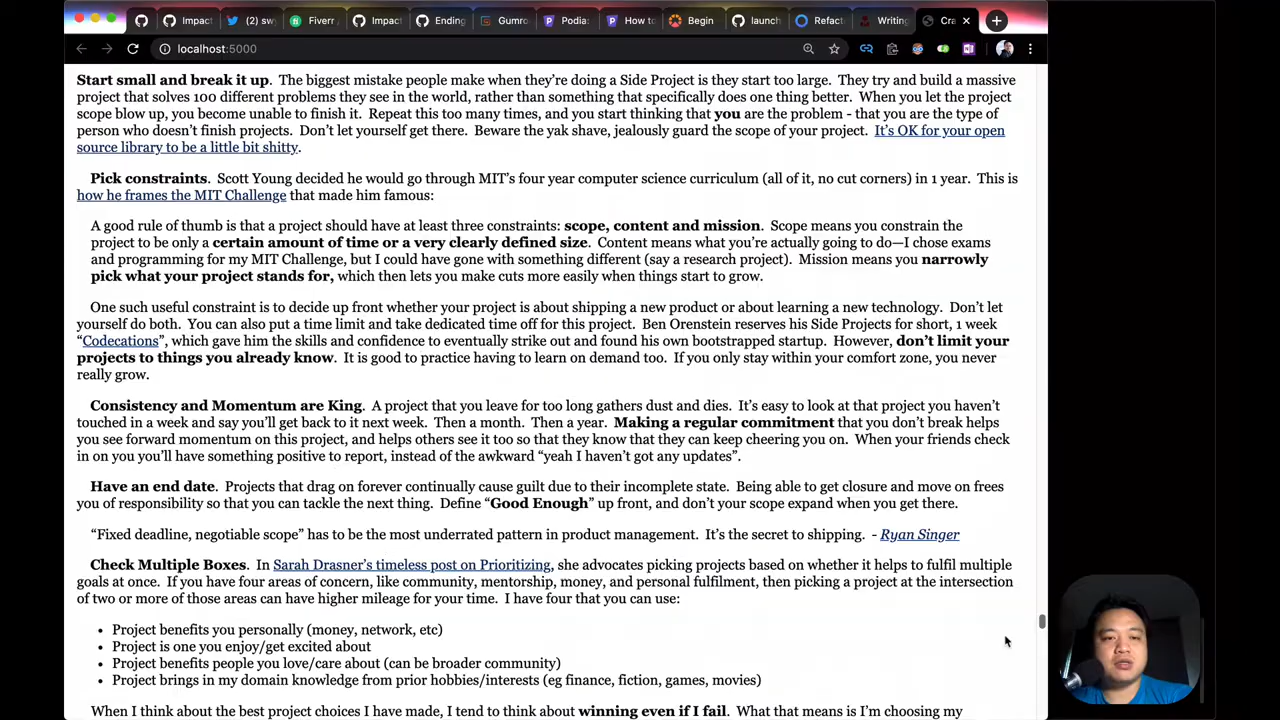 Impact
(2) sw
Fiverr
Impact
Ending
Gumro
Podia:
How to
Begin
launch
Refact
Writing
Cra
localhost:5000
Start small and break it up. The biggest mistake people make when they’re doing a Side Project is they start too large. They try and build a massive
project that solves 100 different problems they see in the world, rather than something that specifically does one thing better. When you let the project
scope blow up, you become unable to finish it. Repeat this too many times, and you start thinking that you are the problem - that you are the type of
person who doesn’t finish projects. Don’t let yourself get there. Beware the yak shave, jealously guard the scope of your project. It’s OK for your open
source library to be a little bit shitty.
Pick constraints. Scott Young decided he would go through MIT’s four year computer science curriculum (all of it, no cut corners) in 1 year. This is
how he frames the MIT Challenge that made him famous:
A good rule of thumb is that a project should have at least three constraints: scope, content and mission. Scope means you constrain the
project to be only a certain amount of time or a very clearly defined size. Content means what you’re actually going to do—I chose exams
and programming for my MIT Challenge, but I could have gone with something different (say a research project). Mission means you narrowly
pick what your project stands for, which then lets you make cuts more easily when things start to grow.
One such useful constraint is to decide up front whether your project is about shipping a new product or about learning a new technology. Don’t let
yourself do both. You can also put a time limit and take dedicated time off for this project. Ben Orenstein reserves his Side Projects for short, 1 week
“Codecations”, which gave him the skills and confidence to eventually strike out and found his own bootstrapped startup. However, don’t limit your
projects to things you already know. It is good to practice having to learn on demand too. If you only stay within your comfort zone, you never
really grow.
Consistency and Momentum are King. A project that you leave for too long gathers dust and dies. It’s easy to look at that project you haven’t
touched in a week and say you’ll get back to it next week. Then a month. Then a year. Making a regular commitment that you don’t break helps
you see forward momentum on this project, and helps others see it too so that they know that they can keep cheering you on. When your friends check
in on you you’ll have something positive to report, instead of the awkward “yeah I haven’t got any updates”.
Have an end date. Projects that drag on forever continually cause guilt due to their incomplete state. Being able to get closure and move on frees
you of responsibility so that you can tackle the next thing. Define “Good Enough” up front, and don’t your scope expand when you get there.
“Fixed deadline, negotiable scope” has to be the most underrated pattern in product management. It’s the secret to shipping. - Ryan Singer
Check Multiple Boxes. In Sarah Drasner’s timeless post on Prioritizing, she advocates picking projects based on whether it helps to fulfil multiple
goals at once. If you have four areas of concern, like community, mentorship, money, and personal fulfilment, then picking a project at the intersection
of two or more of those areas can have higher mileage for your time. I have four that you can use:
• Project benefits you personally (money, network, etc)
• Project is one you enjoy/get excited about
• Project benefits people you love/care about (can be broader community)
• Project brings in my domain knowledge from prior hobbies/interests (eg finance, fiction, games, movies)
When I think about the best project choices I have made, I tend to think about winning even if I fail. What that means is I’m choosing my